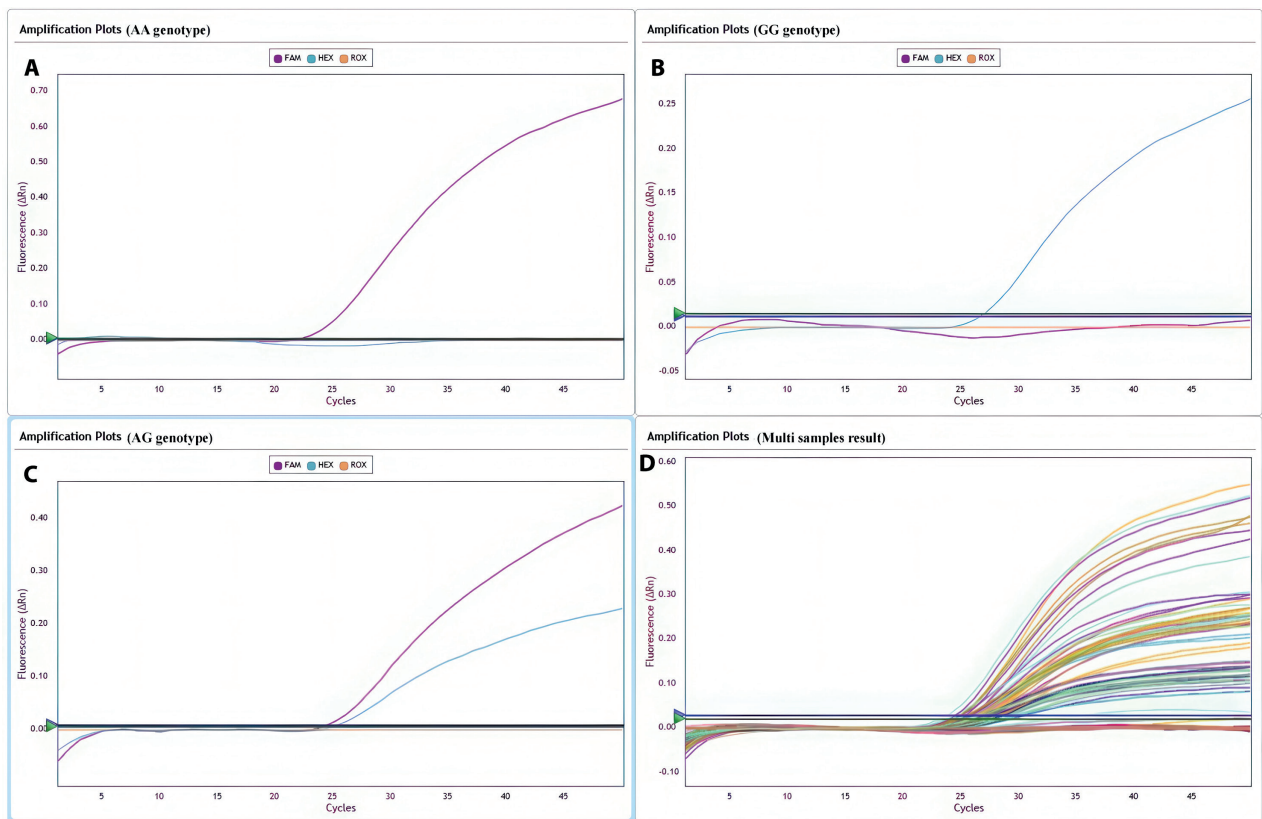 Amplification Plots (AA genotype)
FAM HEX ROX
A
0.70
0.60
0.50
0.40
0.30
0.20
0.10
0.00
Fluorescence (ΔRn)
5 10 15 20 25 30 35 40 45
Cycles
Amplification Plots (GG genotype)
FAM HEX ROX
B
0.25
0.20
0.15
0.10
0.05
0.00
-0.05
Fluorescence (ΔRn)
5 10 15 20 25 30 35 40 45
Cycles
Amplification Plots (AG genotype)
FAM HEX ROX
C
0.40
0.30
0.20
0.10
0.00
Fluorescence (ΔRn)
5 10 15 20 25 30 35 40 45
Cycles
Amplification Plots (Multi samples result)
D
0.60
0.50
0.40
0.30
0.20
0.10
0.00
-0.10
Fluorescence (ΔRn)
5 10 15 20 25 30 35 40 45
Cycles